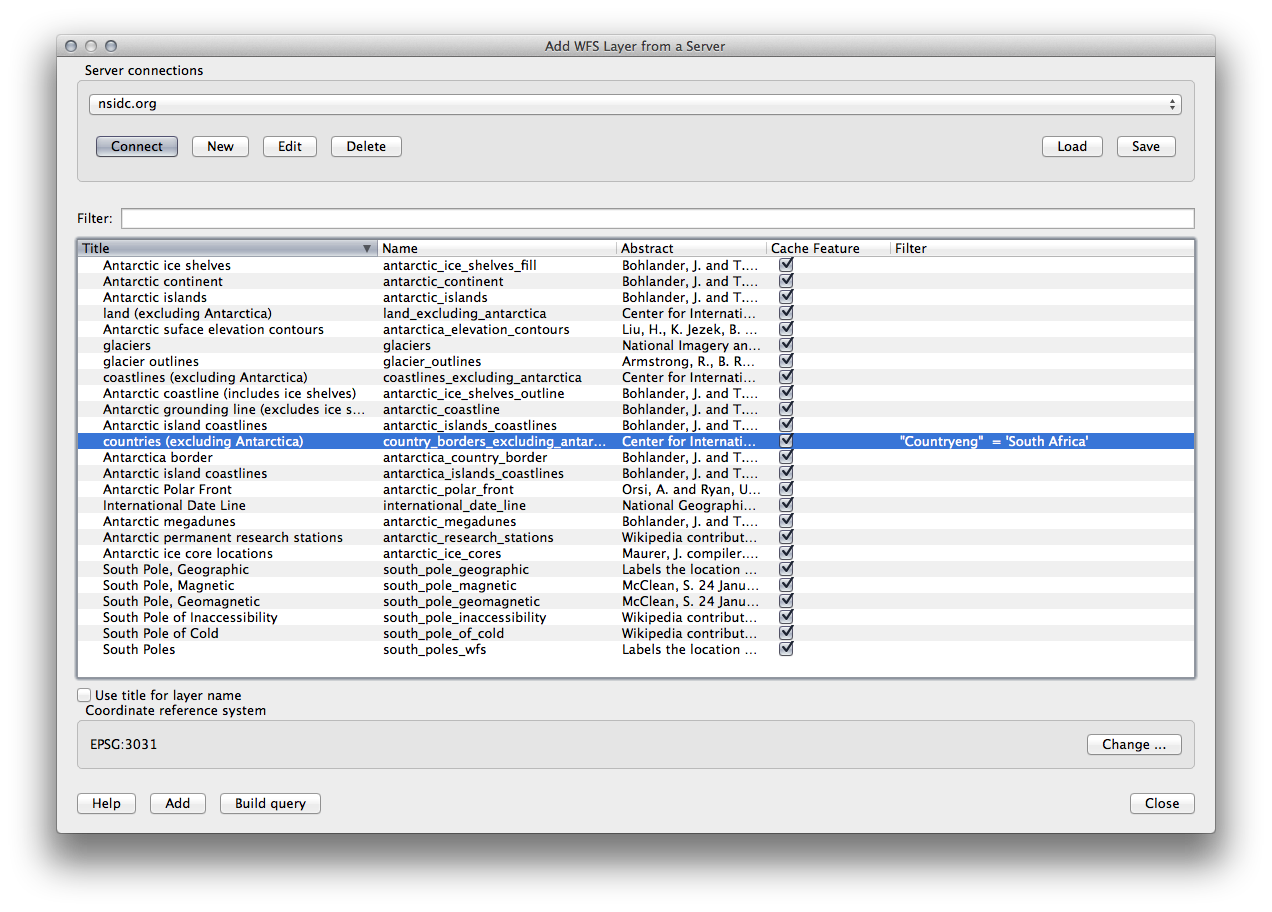 Add WFS Layer from a Server
Server connections
nsidc.org
Connect New Edit Delete Load Save
Filter:
Title Name Abstract Cache Feature Filter
Antarctic ice shelves antarctic_ice_shelves_fill Bohlander, J. and T....
Antarctic continent antarctic_continent Bohlander, J. and T....
Antarctic islands antarctic_islands Bohlander, J. and T....
land (excluding Antarctica) land_excluding_antarctica Center for Internati...
Antarctic suface elevation contours antarctica_elevation_contours Liu, H., K. Jezek, B. ...
glaciers glaciers National Imagery an...
glacier outlines glacier_outlines Armstrong, R., B. R...
coastlines (excluding Antarctica) coastlines_excluding_antarctica Center for Internati...
Antarctic coastline (includes ice shelves) antarctic_ice_shelves_outline Bohlander, J. and T....
Antarctic grounding line (excludes ice s... antarctic_coastline Bohlander, J. and T....
Antarctic island coastlines antarctic_islands_coastlines Bohlander, J. and T....
countries (excluding Antarctica) country_borders_excluding_antar... Center for Internati... "Countryeng" = 'South Africa'
Antarctica border antarctica_country_border Bohlander, J. and T....
Antarctic island coastlines antarctica_islands_coastlines Bohlander, J. and T....
Antarctic Polar Front antarctic_polar_front Orsi, A. and Ryan, U...
International Date Line international_date_line National Geographi...
Antarctic megadunes antarctic_megadunes Bohlander, J. and T....
Antarctic permanent research stations antarctic_research_stations Wikipedia contribut...
Antarctic ice core locations antarctic_ice_cores Maurer, J. compiler....
South Pole, Geographic south_pole_geographic Labels the location ...
South Pole, Magnetic south_pole_magnetic McClean, S. 24 Janu...
South Pole, Geomagnetic south_pole_geomagnetic McClean, S. 24 Janu...
South Pole of Inaccessibility south_pole_inaccessibility Wikipedia contribut...
South Pole of Cold south_pole_of_cold Wikipedia contribut...
South Poles south_poles_wfs Labels the location ...
Use title for layer name
Coordinate reference system
EPSG:3031 Change ...
Help Add Build query Close